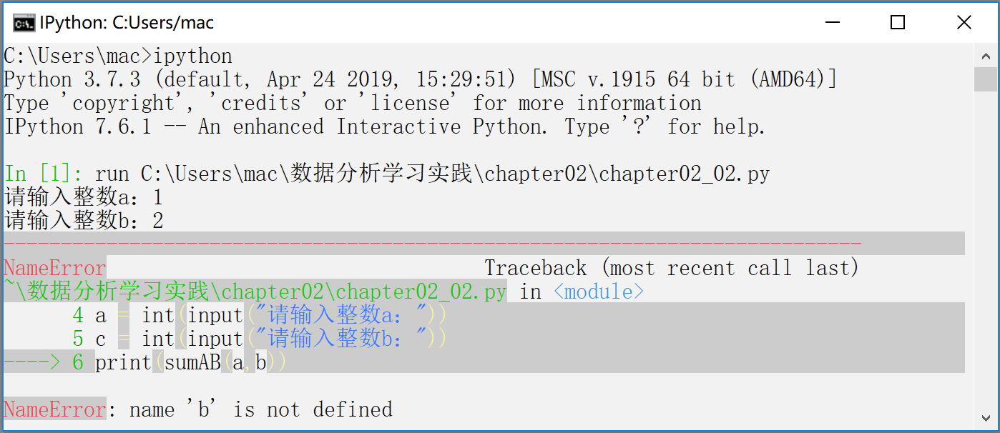 IPython: C:Users/mac
C:\Users\mac>ipython
Python 3.7.3 (default, Apr 24 2019, 15:29:51) [MSC v.1915 64 bit (AMD64)]
Type 'copyright', 'credits' or 'license' for more information
IPython 7.6.1 -- An enhanced Interactive Python. Type '?' for help.
In [1]: run C:\Users\mac\数据分析学习实践\chapter02\chapter02_02.py
请输入整数a：1
请输入整数b：2
---------------------------------------------------------------------------
NameError                                 Traceback (most recent call last)
~\数据分析学习实践\chapter02\chapter02_02.py in <module>
      4 a = int(input("请输入整数a："))
      5 c = int(input("请输入整数b："))
----> 6 print(sumAB(a,b))
NameError: name 'b' is not defined